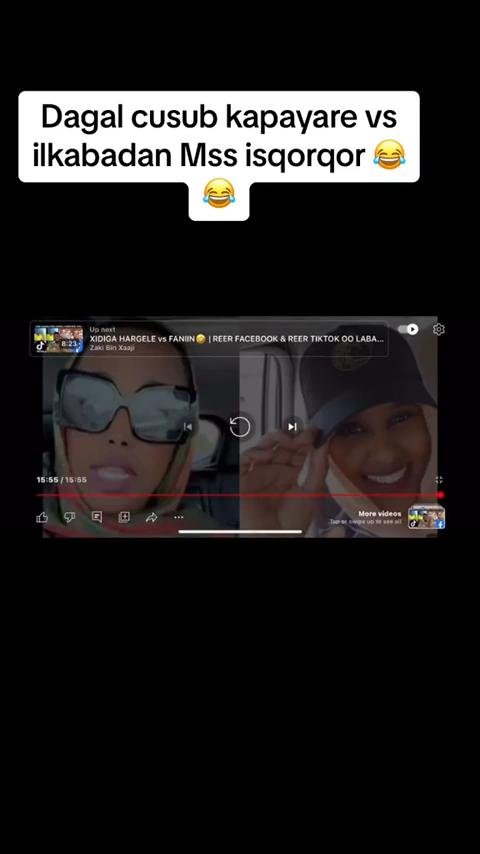 Dagal cusub kapayare vs
ilkabadan Mss isqorqor 😂
😂
Up next
XIDIGA HARGELE vs FANIIN🤣 | REER FACEBOOK & REER TIKTOK OO LABA...
Zaki Bin Xaaji
8:23
15:55 / 15:55
More videos
Tap or swipe up to see all